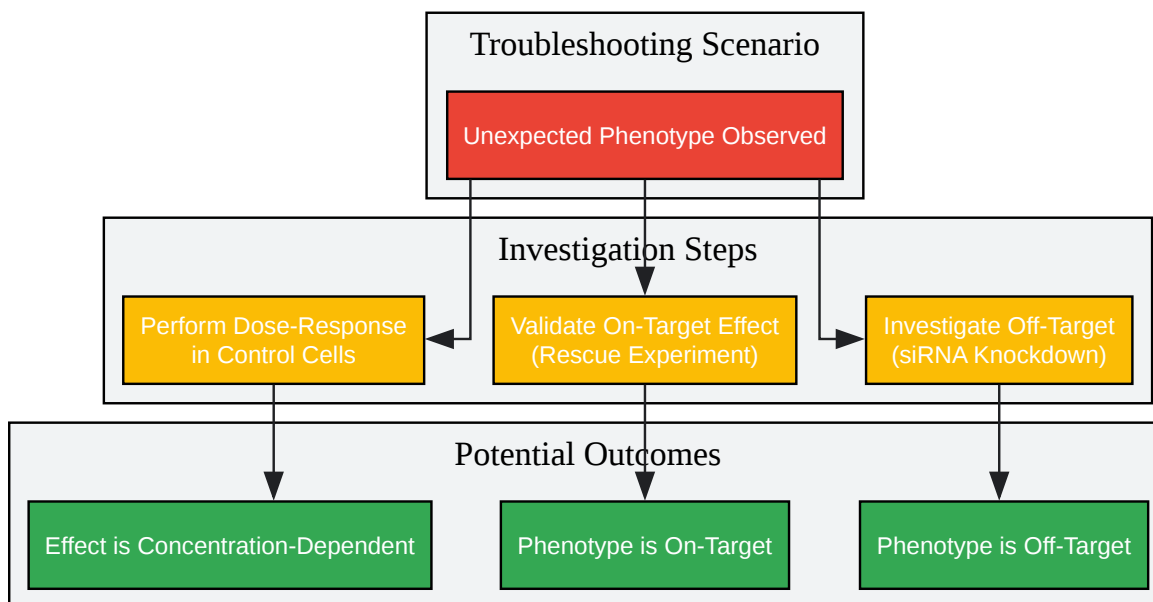 Troubleshooting Scenario
Unexpected Phenotype Observed
Investigation Steps
Perform Dose-Response
in Control Cells
Validate On-Target Effect
(Rescue Experiment)
Investigate Off-Target
(siRNA Knockdown)
Potential Outcomes
Effect is Concentration-Dependent
Phenotype is On-Target
Phenotype is Off-Target